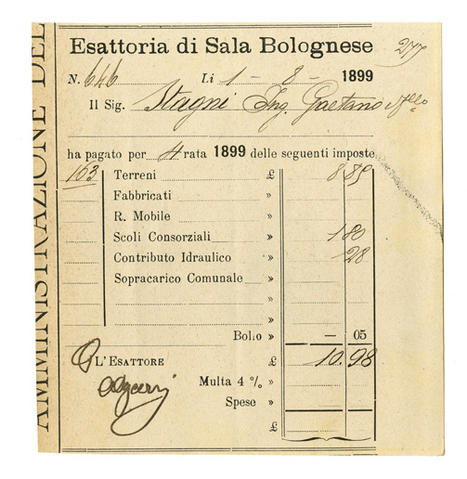 AMMINISTRAZIONE DEL
Esattoria di Sala Bolognese
277
N. 646 Li 1 - 8 - 1899
Il Sig. Stagni Ing. Gaetano
ha pagato per 4 rata 1899 delle seguenti imposte
163 Terreni £ 8 85
Fabbricati »
R. Mobile »
Scoli Consorziali » 1 80
Contributo Idraulico » 28
Sopracarico Comunale »
»
»
Bollo » — 05
L'ESATTORE £ 10.98
Multa 4 % »
Spese »
£